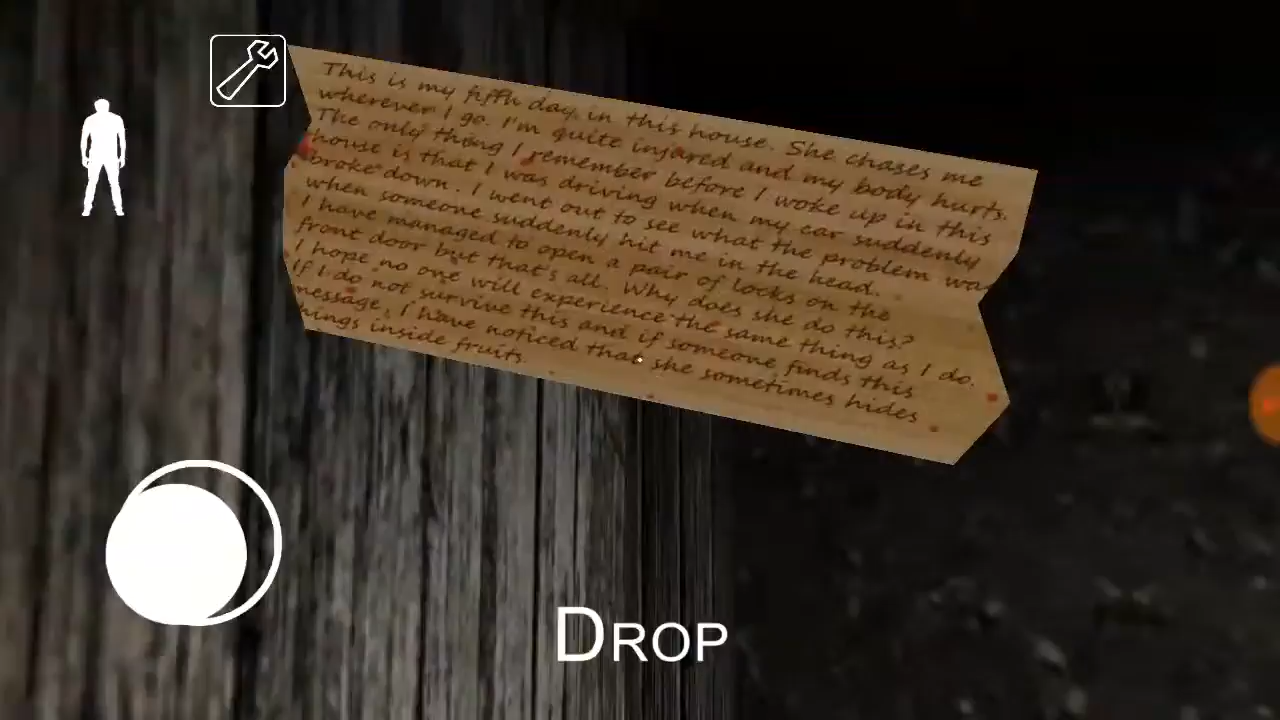 This is my fifth day in this house. She chases me
wherever I go. I'm quite injured and my body hurts.
The only thing I remember before I woke up in this
house is that I was driving when my car suddenly
broke down. I went out to see what the problem was
when someone suddenly hit me in the head.
I have managed to open a pair of locks on the
front door but that's all. Why does she do this?
I hope no one will experience the same thing as I do.
If I do not survive this and if someone finds this
message, I have noticed that she sometimes hides
things inside fruits.
DROP